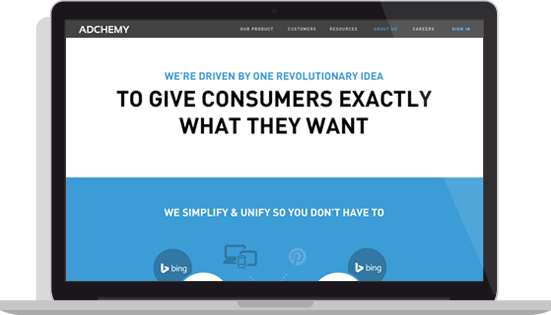 ADCHEMY
OUR PRODUCT CUSTOMERS RESOURCES ABOUT US CAREERS SIGN IN
WE'RE DRIVEN BY ONE REVOLUTIONARY IDEA
TO GIVE CONSUMERS EXACTLY
WHAT THEY WANT
WE SIMPLIFY & UNIFY SO YOU DON'T HAVE TO
bing bing